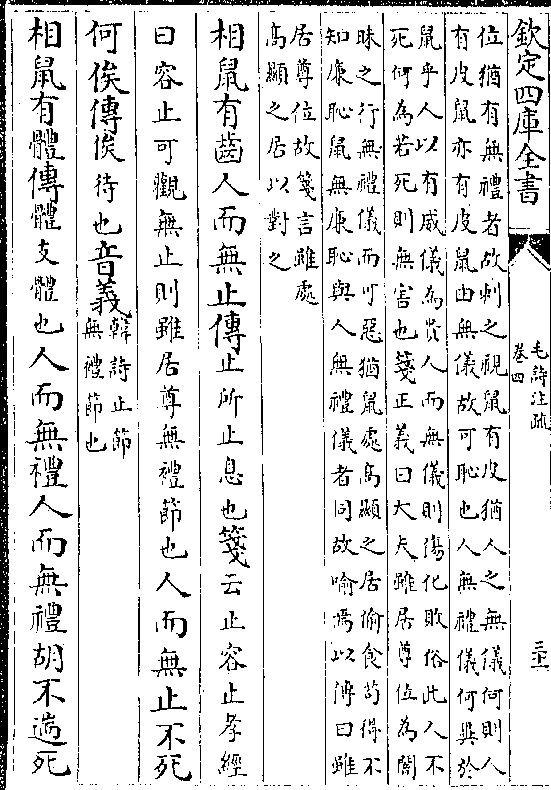 欽定四庫全書
毛詩注疏
卷四
三十二
位猶有無禮者故刺之視鼠有皮猶人之無儀何則人
有皮鼠亦有皮鼠由無儀故可恥也人無禮儀何異於
鼠乎人以有威儀為貴人而無儀則傷化敗俗此人不
死何為若死則無害也箋正義曰大夫雖居尊位為闇
昧之行無禮儀而可惡猶鼠處高顯之居偷食苟得不
知廉恥鼠無廉恥與人無禮儀者同故喻焉以傳曰雖
居尊位故箋言雖處
高顯之居以對之
相鼠有齒人而無止傳止所止息也箋云止容止孝經
曰容止可觀無止則雖居尊無禮節也人而無止不死
何俟傳俟待也音義韓詩止節
無禮節也
相鼠有體傳體支體也人而無禮人而無禮胡不遄死